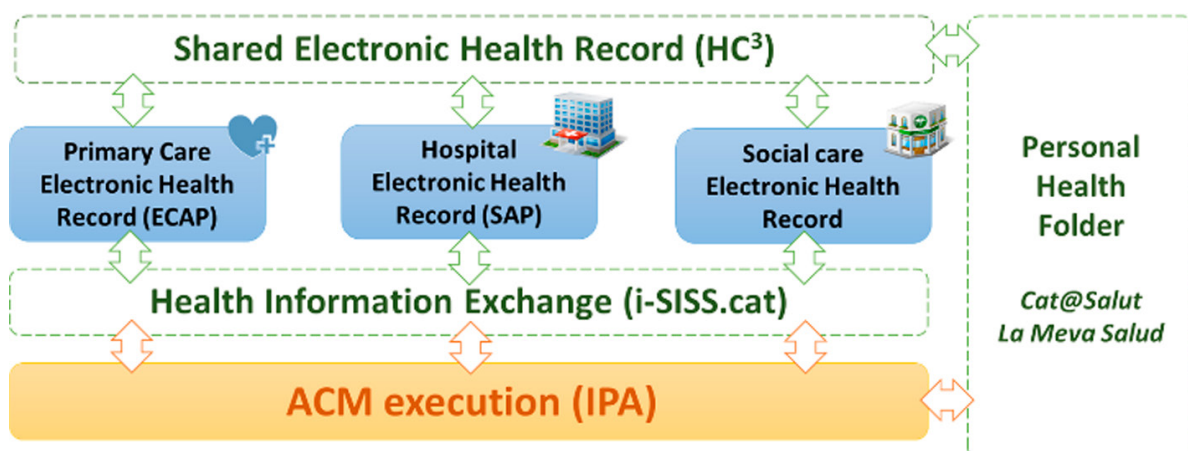 Shared Electronic Health Record (HC³)
Primary Care
Electronic Health
Record (ECAP)
Hospital
Electronic Health
Record (SAP)
Social care
Electronic Health
Record
Health Information Exchange (i-SISS.cat)
ACM execution (IPA)
Personal
Health
Folder
Cat@Salut
La Meva Salud